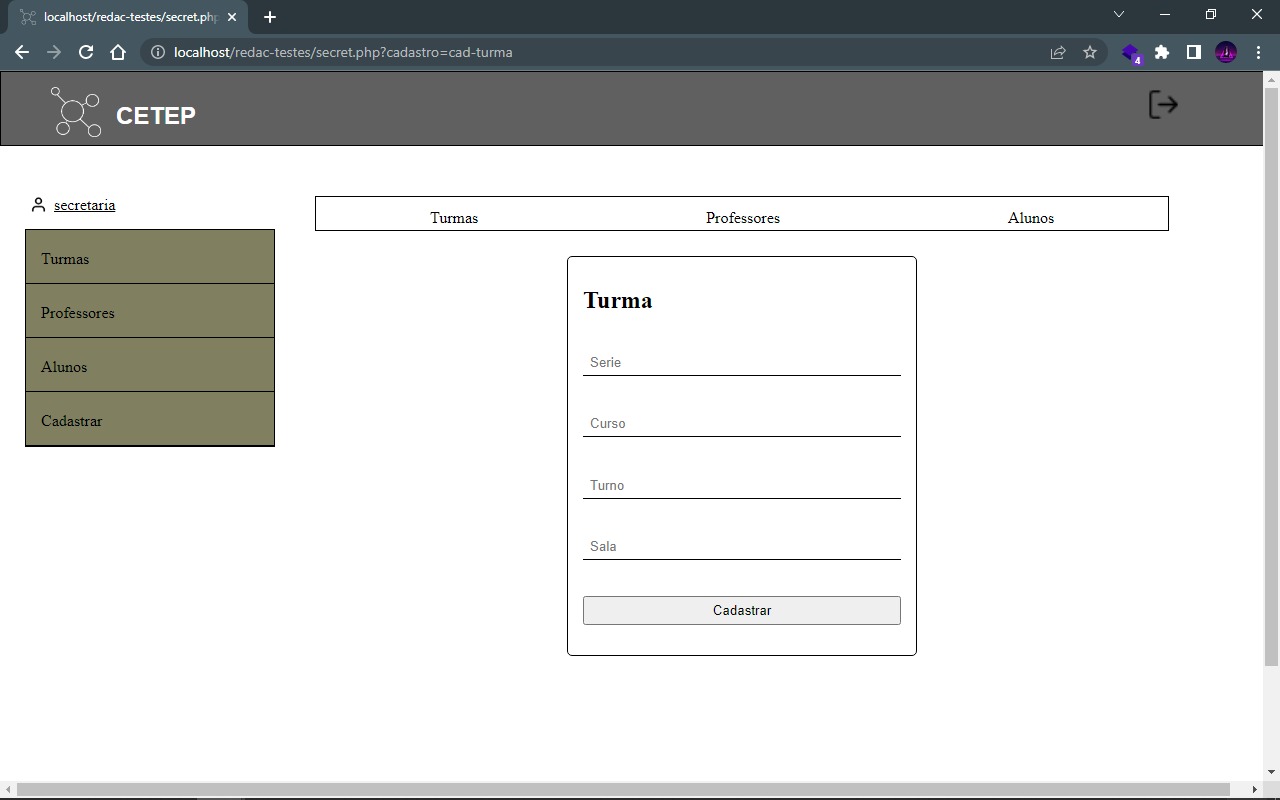 localhost/redac-testes/secret.php
localhost/redac-testes/secret.php?cadastro=cad-turma
4
CETEP
secretaria
Turmas
Professores
Alunos
Cadastrar
Turmas Professores Alunos
Turma
Serie
Curso
Turno
Sala
Cadastrar